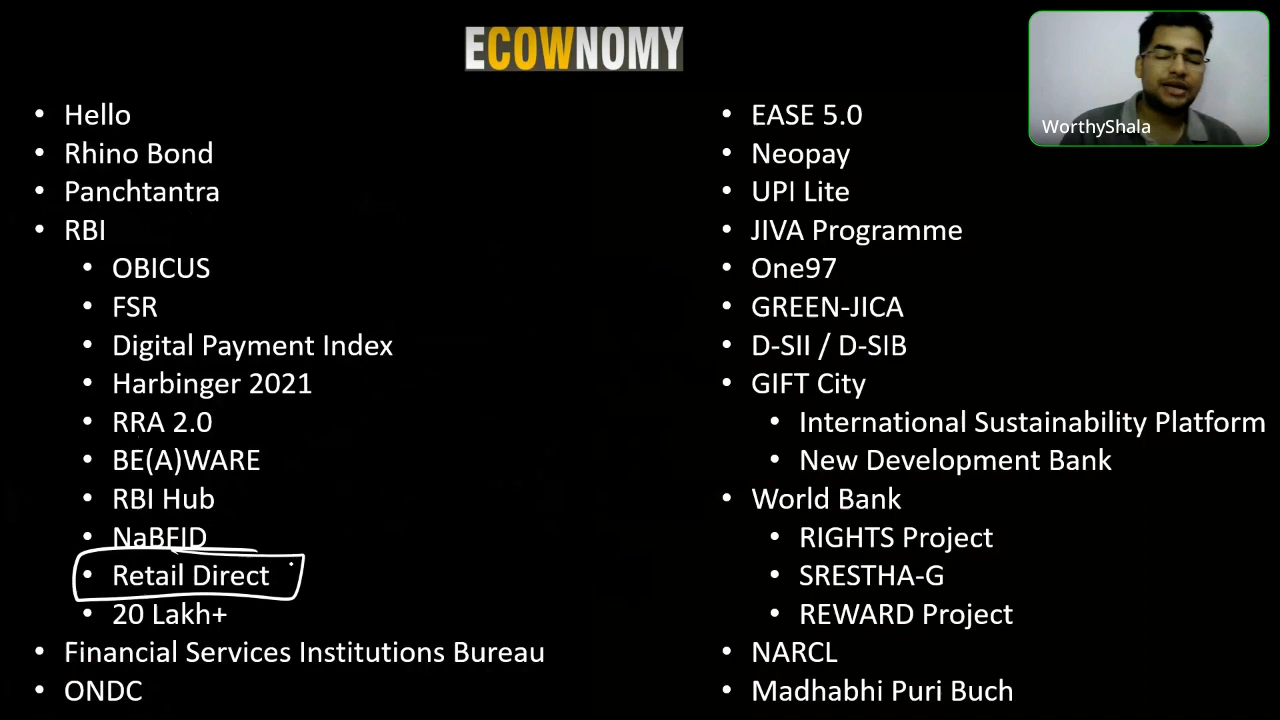 ECOWNOMY
• Hello
• Rhino Bond
• Panchtantra
• RBI
• OBICUS
• FSR
• Digital Payment Index
• Harbinger 2021
• RRA 2.0
• BE(A)WARE
• RBI Hub
• NaBFID
• Retail Direct
• 20 Lakh+
• Financial Services Institutions Bureau
• ONDC
• EASE 5.0
• Neopay
• UPI Lite
• JIVA Programme
• One97
• GREEN-JICA
• D-SII / D-SIB
• GIFT City
• International Sustainability Platform
• New Development Bank
• World Bank
• RIGHTS Project
• SRESTHA-G
• REWARD Project
• NARCL
• Madhabhi Puri Buch
WorthyShala